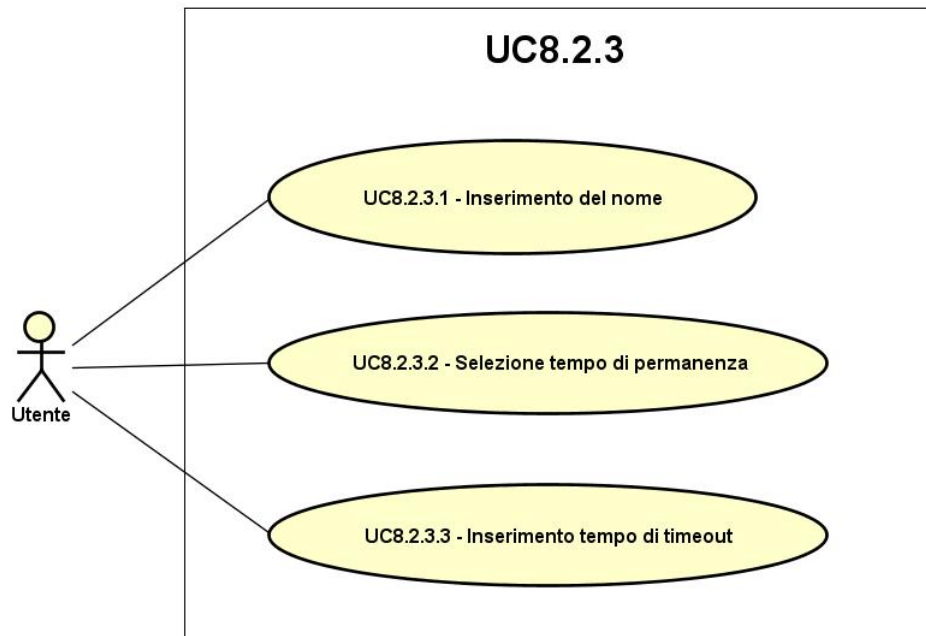 UC8.2.3
UC8.2.3.1 - Inserimento del nome
UC8.2.3.2 - Selezione tempo di permanenza
Utente
UC8.2.3.3 - Inserimento tempo di timeout